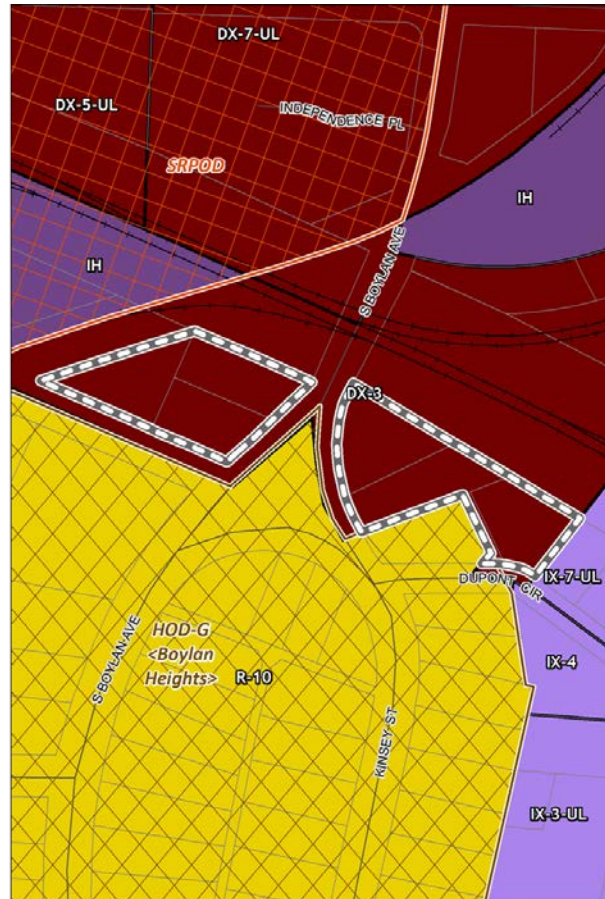 DX-7-UL
DX-5-UL
INDEPENDENCE PL
SRPOD
IH
IH
S BOYLAN AVE
DX-3
DUPONT CIR
IX-7-UL
HOD-G
<Boylan
Heights>
R-10
S BOYLAN AVE
IX-4
KINSEY ST
IX-3-UL